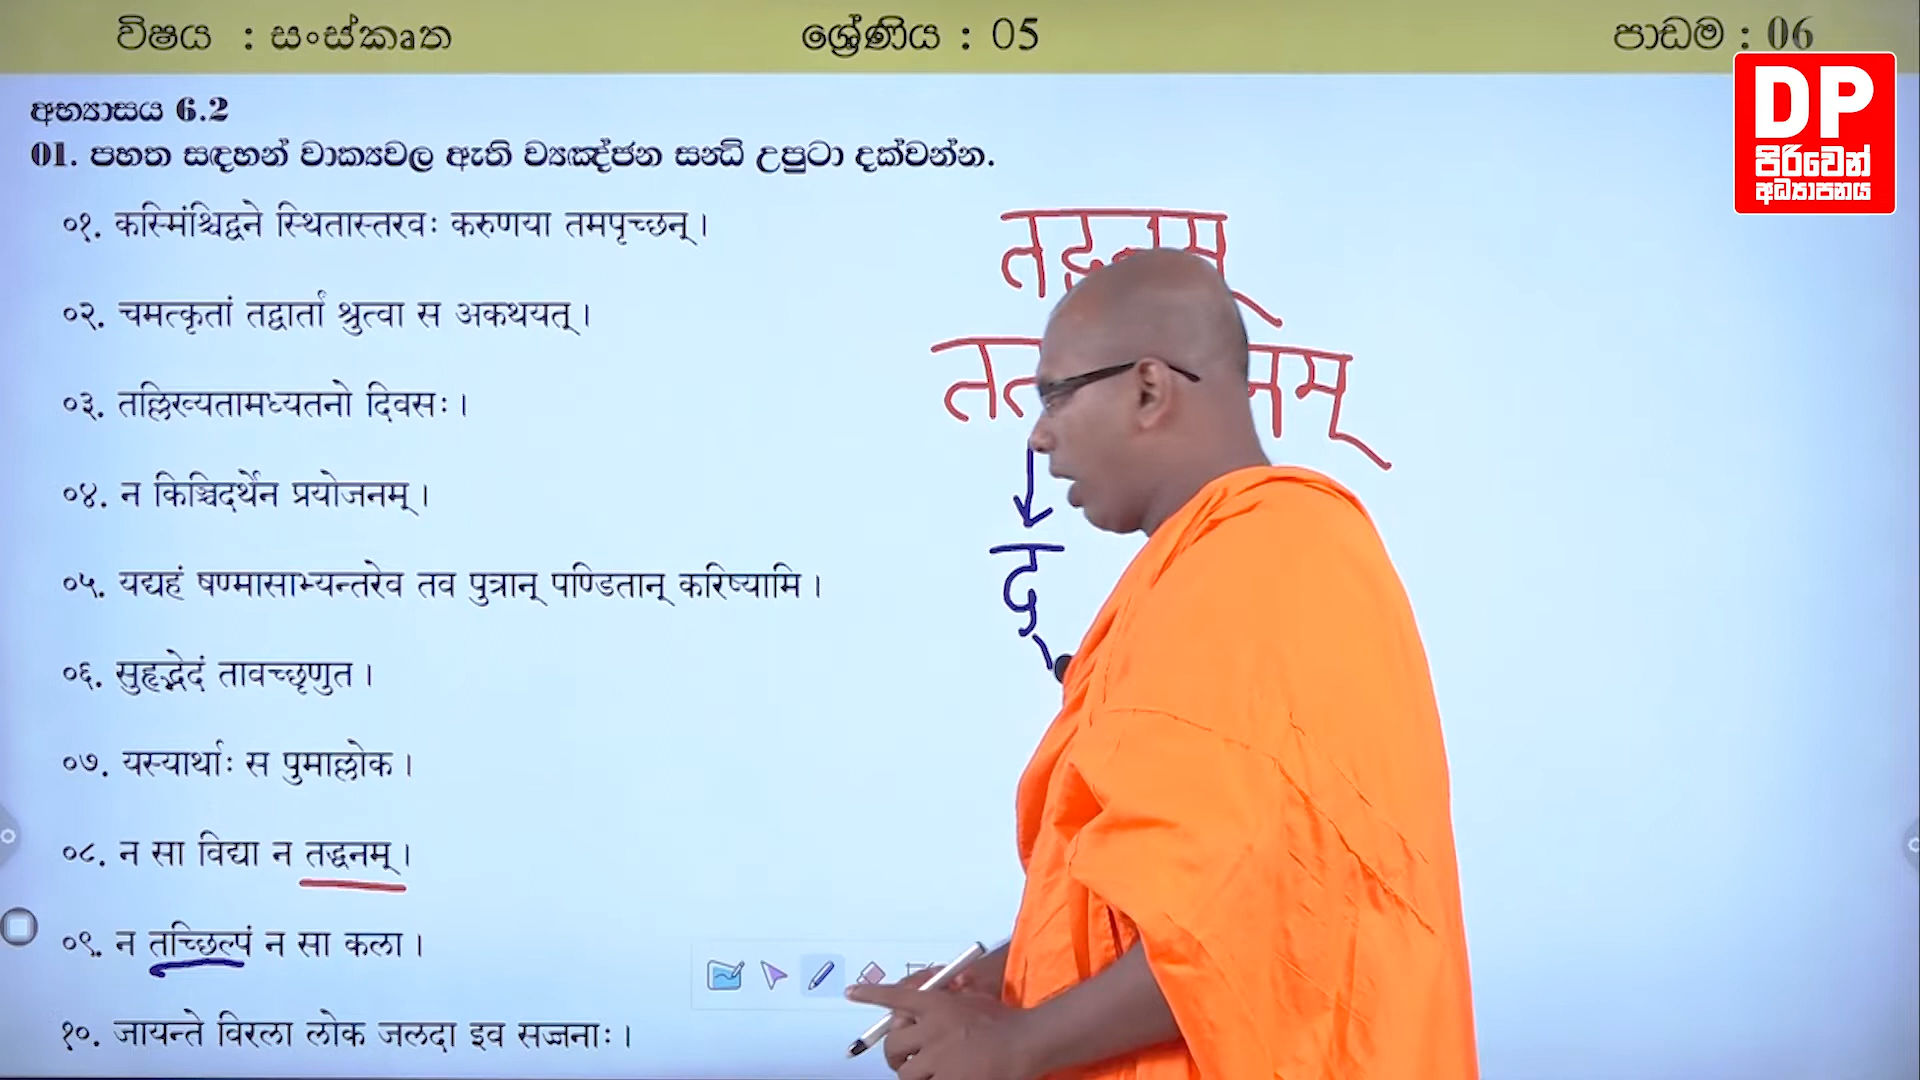 විෂය : සංස්කෘත ශ්‍රේණිය : 05 පාඩම : 06
DP
පිරිවෙන්
අධ්‍යාපනය
අභ්‍යාසය 6.2
01. පහත සඳහන් වාක්‍යවල ඇති ව්‍යඤ්ජන සන්ධි උපුටා දක්වන්න.
०१. कस्मिंश्चिद्वने स्थितास्तरवः करुणया तमपृच्छन् ।
०२. चमत्कृतां तद्वार्तां श्रुत्वा स अकथयत् ।
०३. तल्लिख्यतामध्यतनो दिवसः ।
०४. न किञ्चिदर्थेन प्रयोजनम् ।
०५. यद्यहं षण्मासाभ्यन्तरेव तव पुत्रान् पण्डितान् करिष्यामि ।
०६. सुहृद्भेदं तावच्छृणुत ।
०७. यस्यार्थाः स पुमाल्लोक ।
०८. न सा विद्या न तद्धनम् ।
०९. न तच्छिल्पं न सा कला ।
१०. जायन्ते विरला लोक जलदा इव सज्जनाः ।
तद्धनम्
द्